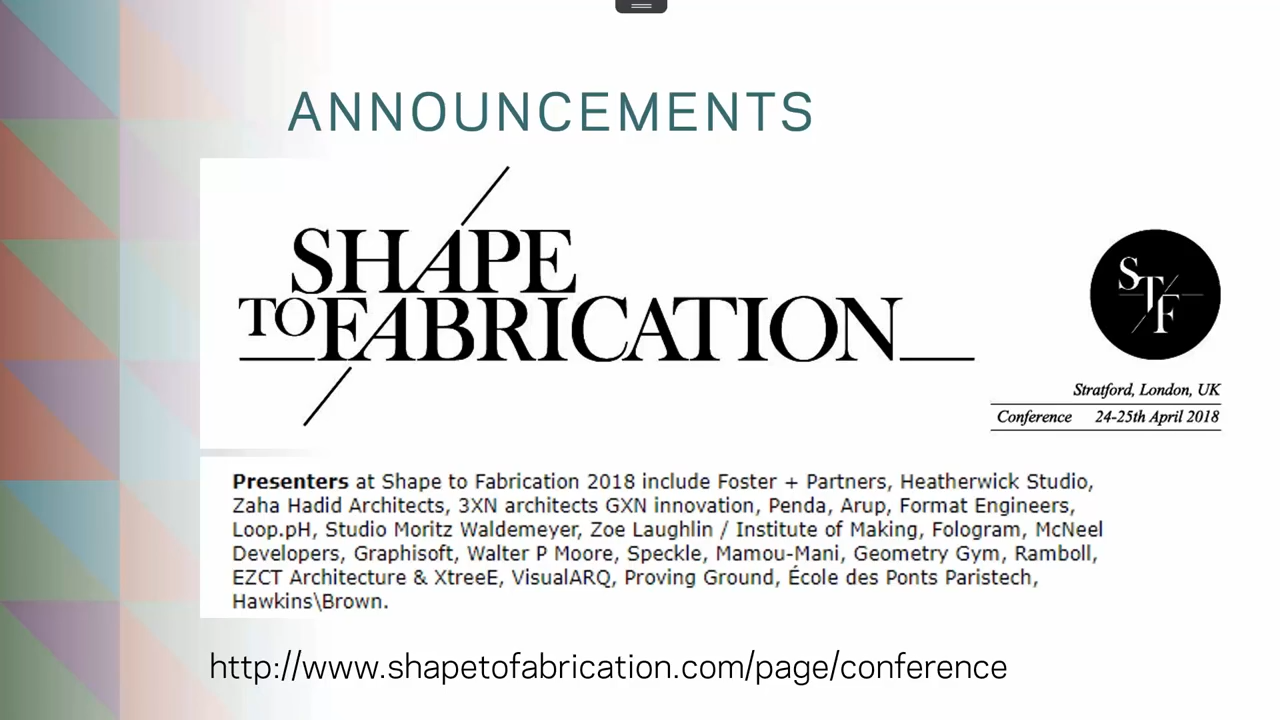 ANNOUNCEMENTS
SHAPE
TO FABRICATION
STF
Stratford, London, UK
Conference 24-25th April 2018
Presenters at Shape to Fabrication 2018 include Foster + Partners, Heatherwick Studio,
Zaha Hadid Architects, 3XN architects GXN innovation, Penda, Arup, Format Engineers,
Loop.pH, Studio Moritz Waldemeyer, Zoe Laughlin / Institute of Making, Fologram, McNeel
Developers, Graphisoft, Walter P Moore, Speckle, Mamou-Mani, Geometry Gym, Ramboll,
EZCT Architecture & XtreeE, VisualARQ, Proving Ground, École des Ponts Paristech,
Hawkins\Brown.
http://www.shapetofabrication.com/page/conference